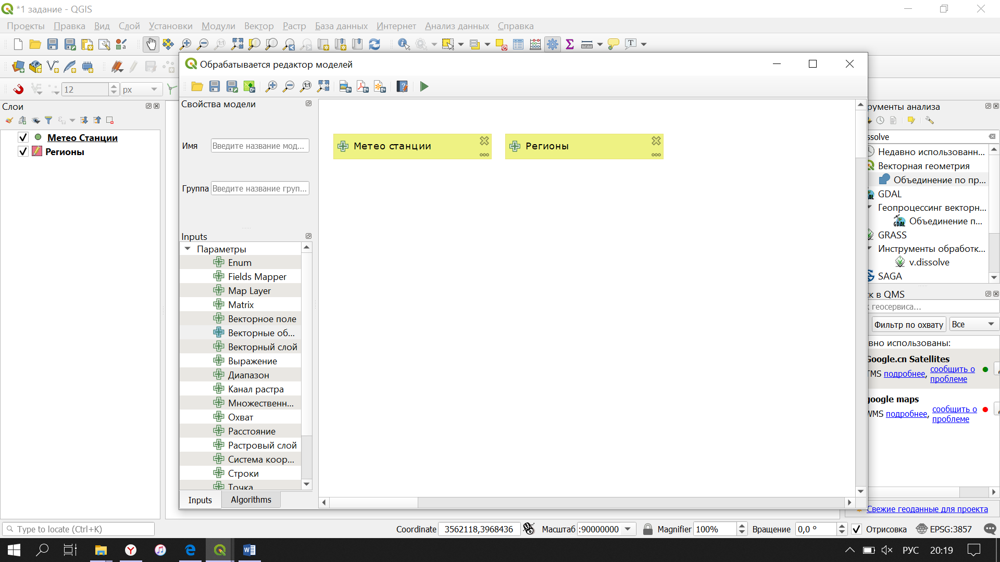 *1 задание - QGIS
Проекты Правка Вид Слой Установки Модули Вектор Растр База данных Интернет Анализ данных Справка
Обрабатывается редактор моделей
12 px
Слои
Метео Станции
Регионы
Свойства модели
Имя Введите название мод...
Группа Введите название груп...
Inputs
Параметры
Enum
Fields Mapper
Map Layer
Matrix
Векторное поле
Векторные об...
Векторный слой
Выражение
Диапазон
Канал растра
Множественн...
Охват
Расстояние
Растровый слой
Система коор...
Строки
Точка
Inputs Algorithms
Метео станции
Регионы
рументы анализа
ssolve
Недавно использованн...
Векторная геометрия
Объединение по пр...
GDAL
Геопроцессинг векторн...
Объединение п...
GRASS
Инструменты обработк...
v.dissolve
SAGA
ск в QMS
геосервиса...
Фильтр по охвату Все
вно использованы:
Google.cn Satellites
TMS подробнее, сообщить о
проблеме
google maps
WMS подробнее, сообщить о
проблеме
Свежие геоданные для проекта
Type to locate (Ctrl+K) Coordinate 3562118,3968436 Масштаб :90000000 Magnifier 100% Вращение 0,0 ° Отрисовка EPSG:3857
РУС 20:19